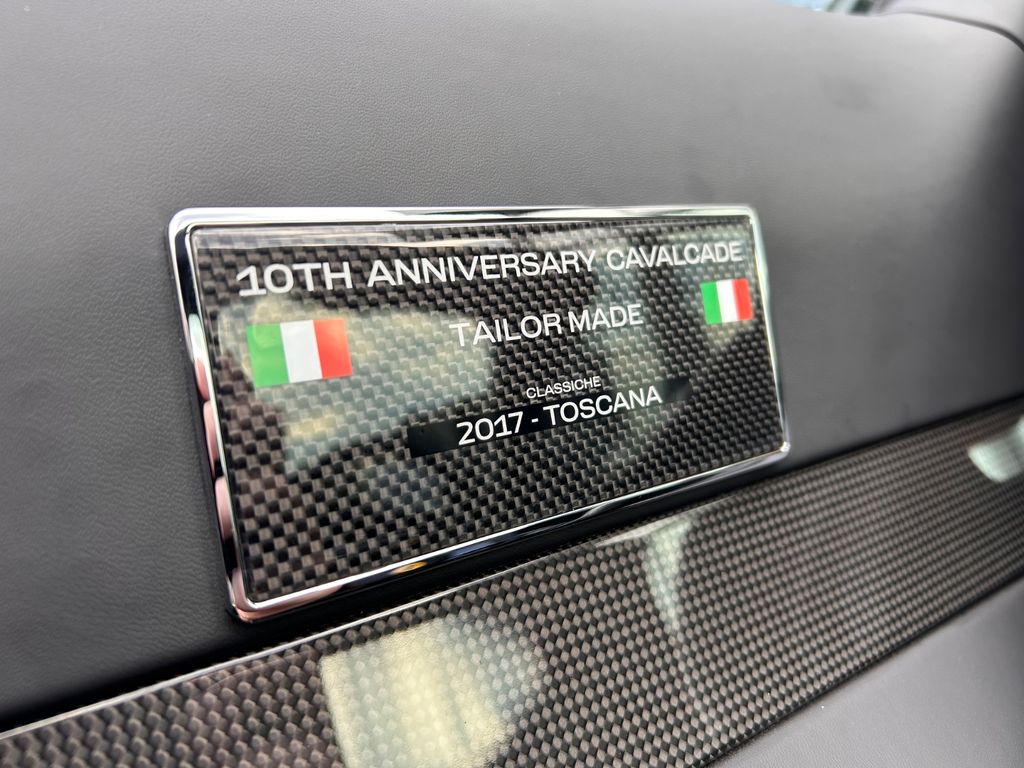 10TH ANNIVERSARY CAVALCADE
TAILOR MADE
CLASSICHE
2017 - TOSCANA